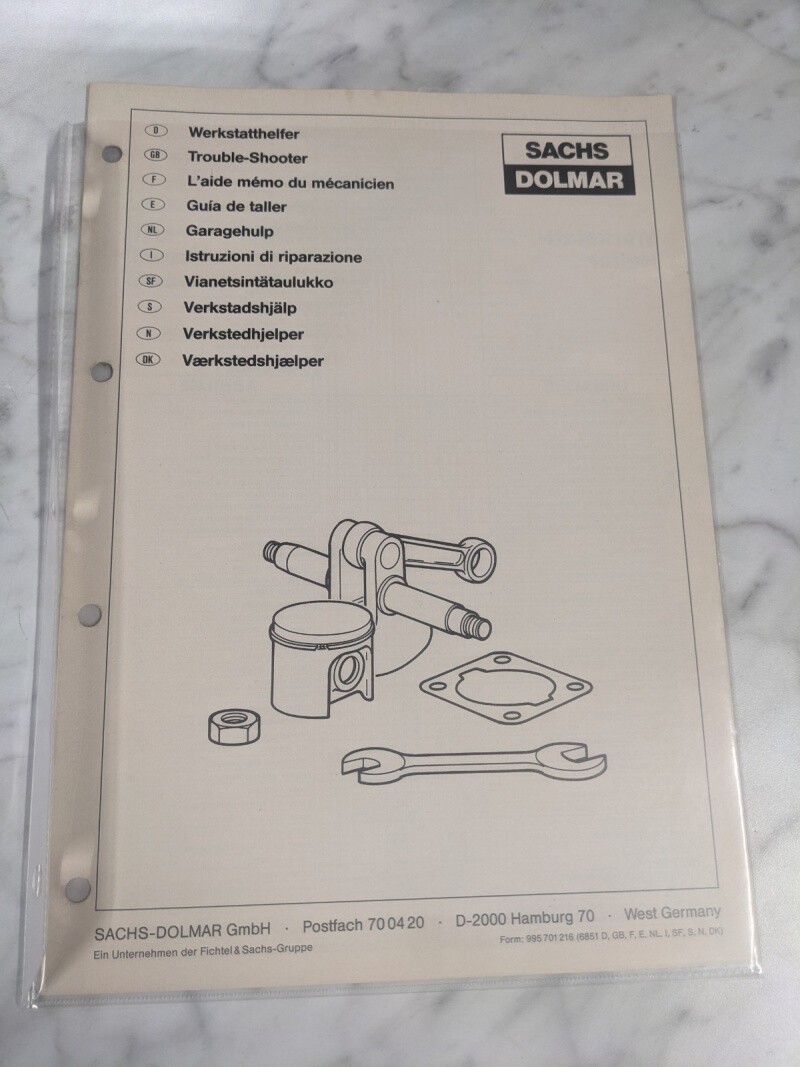 D Werkstatthelfer
GB Trouble-Shooter
F L'aide mémo du mécanicien
E Guía de taller
NL Garagehulp
I Istruzioni di riparazione
SF Vianetsintätaulukko
S Verkstadshjälp
N Verkstedhjelper
DK Værkstedshjælper
SACHS
DOLMAR
SACHS-DOLMAR GmbH · Postfach 70 04 20 · D-2000 Hamburg 70 · West Germany
Ein Unternehmen der Fichtel & Sachs-Gruppe
Form: 995 701 216 (6851 D, GB, F, E, NL, I, SF, S, N, DK)